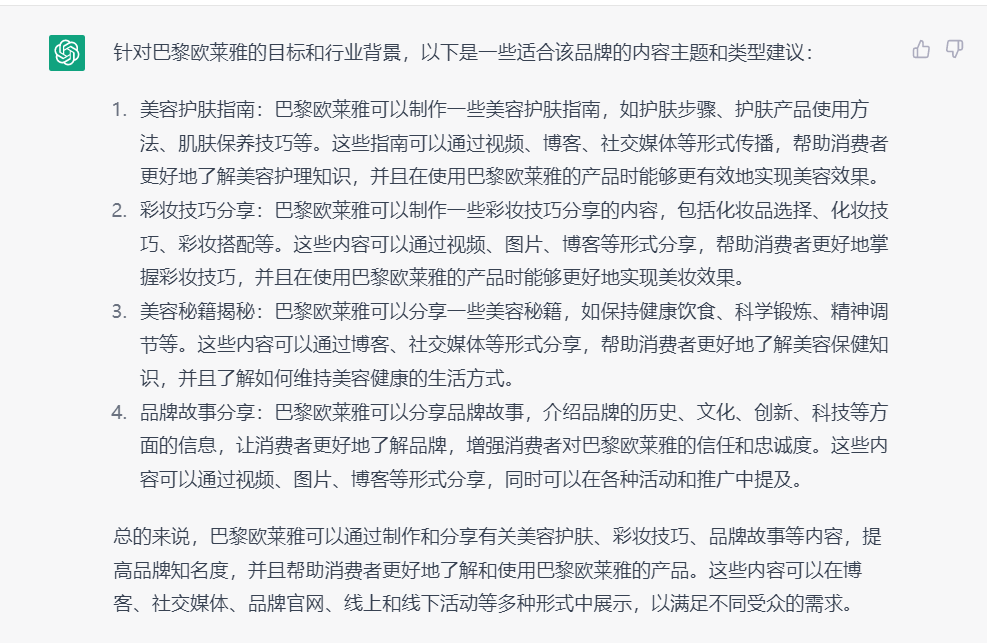 针对巴黎欧莱雅的目标和行业背景，以下是一些适合该品牌的内容主题和类型建议：
1. 美容护肤指南：巴黎欧莱雅可以制作一些美容护肤指南，如护肤步骤、护肤产品使用方
法、肌肤保养技巧等。这些指南可以通过视频、博客、社交媒体等形式传播，帮助消费者
更好地了解美容护理知识，并且在使用巴黎欧莱雅的产品时能够更有效地实现美容效果。
2. 彩妆技巧分享：巴黎欧莱雅可以制作一些彩妆技巧分享的内容，包括化妆品选择、化妆技
巧、彩妆搭配等。这些内容可以通过视频、图片、博客等形式分享，帮助消费者更好地掌
握彩妆技巧，并且在使用巴黎欧莱雅的产品时能够更好地实现美妆效果。
3. 美容秘籍揭秘：巴黎欧莱雅可以分享一些美容秘籍，如保持健康饮食、科学锻炼、精神调
节等。这些内容可以通过博客、社交媒体等形式分享，帮助消费者更好地了解美容保健知
识，并且了解如何维持美容健康的生活方式。
4. 品牌故事分享：巴黎欧莱雅可以分享品牌故事，介绍品牌的历史、文化、创新、科技等方
面的信息，让消费者更好地了解品牌，增强消费者对巴黎欧莱雅的信任和忠诚度。这些内
容可以通过视频、图片、博客等形式分享，同时可以在各种活动和推广中提及。
总的来说，巴黎欧莱雅可以通过制作和分享有关美容护肤、彩妆技巧、品牌故事等内容，提
高品牌知名度，并且帮助消费者更好地了解和使用巴黎欧莱雅的产品。这些内容可以在博
客、社交媒体、品牌官网、线上和线下活动等多种形式中展示，以满足不同受众的需求。